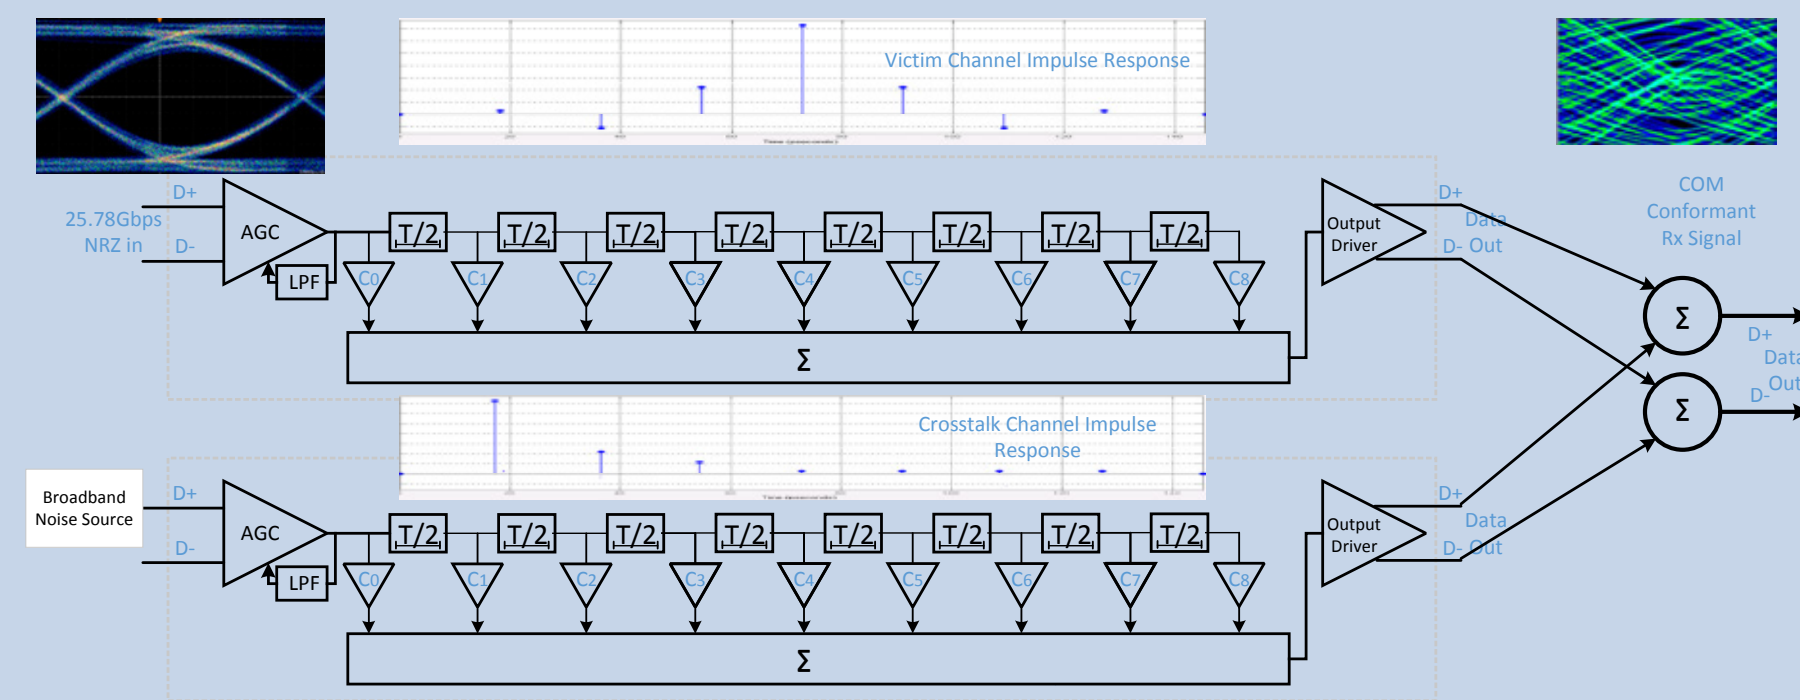 Victim Channel Impulse Response
Time (pseconds)
D+
25.78Gbps
NRZ in
D-
AGC
LPF
T/2 T/2 T/2 T/2 T/2 T/2 T/2 T/2
C0 C1 C2 C3 C4 C5 C6 C7 C8
Σ
Output
Driver
D+
Data
D- Out
COM
Conformant
Rx Signal
Σ
D+
Data
Out
D-
Σ
Crosstalk Channel Impulse
Response
Broadband
Noise Source
D+
D-
AGC
LPF
T/2 T/2 T/2 T/2 T/2 T/2 T/2 T/2
C0 C1 C2 C3 C4 C5 C6 C7 C8
Σ
Output
Driver
D+
Data
D- Out